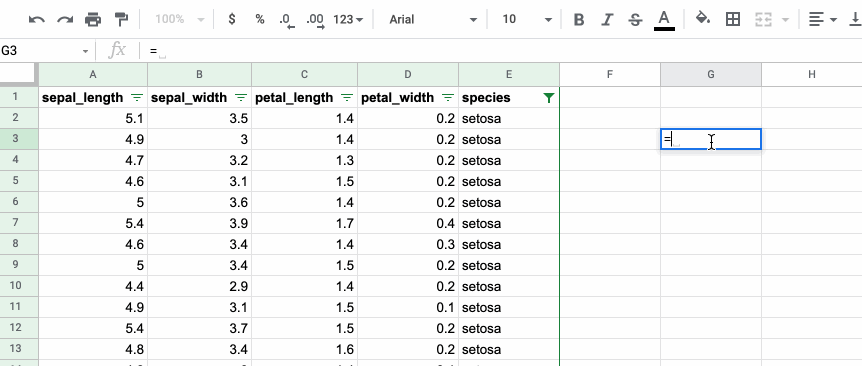 100% $ % .0 .00 123 Arial 10 B I S A
G3 fx =
A B C D E F G H
1 sepal_length sepal_width petal_length petal_width species
2 5.1 3.5 1.4 0.2 setosa
3 4.9 3 1.4 0.2 setosa =
4 4.7 3.2 1.3 0.2 setosa
5 4.6 3.1 1.5 0.2 setosa
6 5 3.6 1.4 0.2 setosa
7 5.4 3.9 1.7 0.4 setosa
8 4.6 3.4 1.4 0.3 setosa
9 5 3.4 1.5 0.2 setosa
10 4.4 2.9 1.4 0.2 setosa
11 4.9 3.1 1.5 0.1 setosa
12 5.4 3.7 1.5 0.2 setosa
13 4.8 3.4 1.6 0.2 setosa